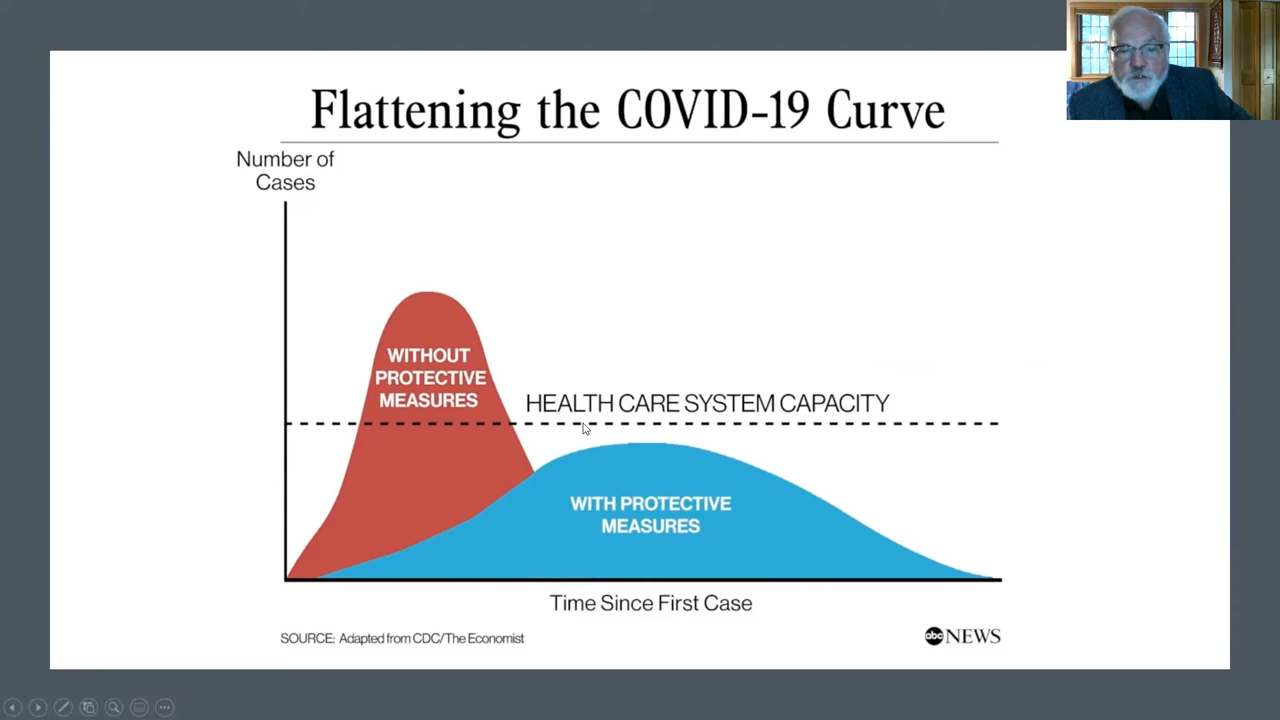 Flattening the COVID-19 Curve
Number of
Cases
WITHOUT
PROTECTIVE
MEASURES
HEALTH CARE SYSTEM CAPACITY
WITH PROTECTIVE
MEASURES
Time Since First Case
SOURCE: Adapted from CDC/The Economist
abc NEWS